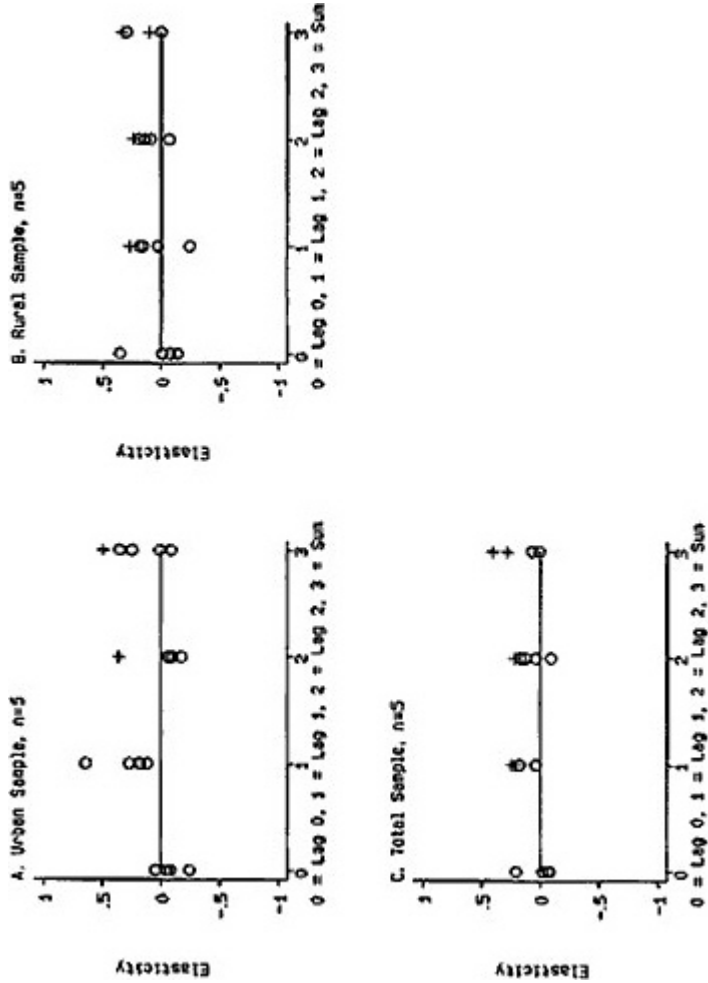 A. Urban Sample, n=5
Elasticity
1
.5
0
-.5
-1
0 1 2 3
0 = Lag 0, 1 = Lag 1, 2 = Lag 2, 3 = Sum
B. Rural Sample, n=5
Elasticity
1
.5
0
-.5
-1
0 1 2 3
0 = Lag 0, 1 = Lag 1, 2 = Lag 2, 3 = Sum
C. Total Sample, n=5
Elasticity
1
.5
0
-.5
-1
0 1 2 3
0 = Lag 0, 1 = Lag 1, 2 = Lag 2, 3 = Sum